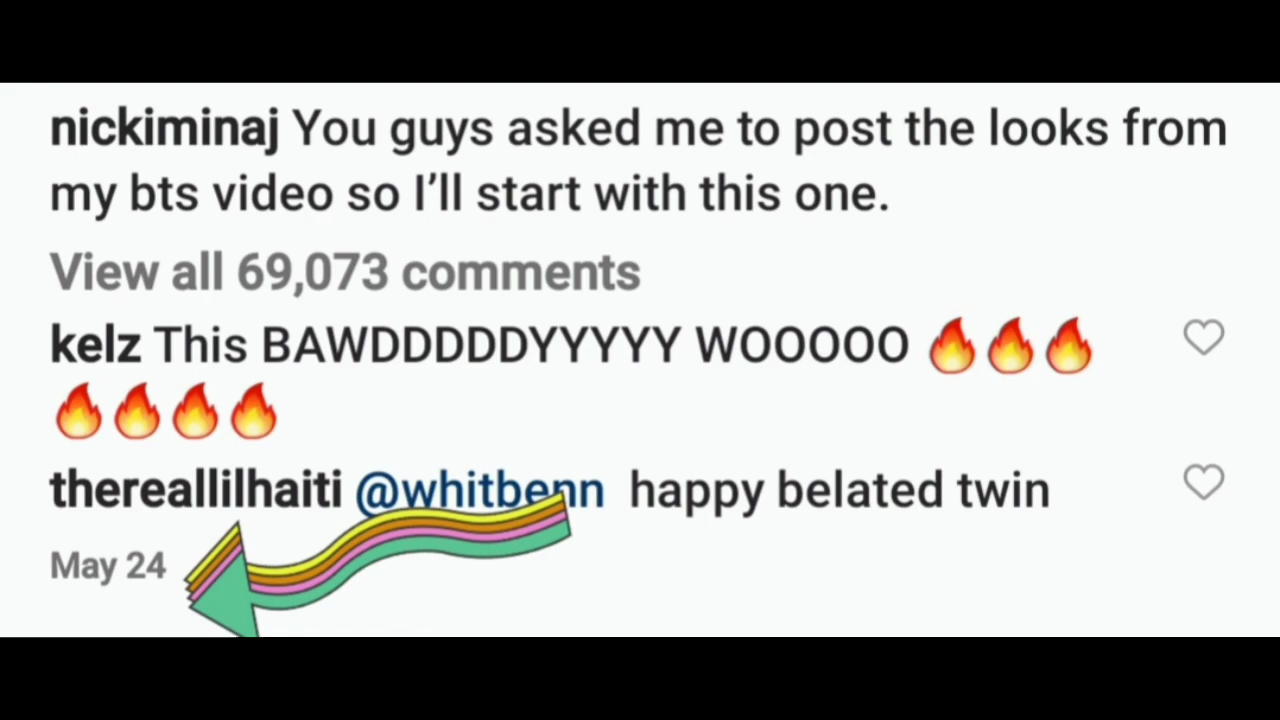 nickiminaj You guys asked me to post the looks from
my bts video so I’ll start with this one.
View all 69,073 comments
kelz This BAWDDDDDYYYYY WOOOOO 🔥🔥🔥
🔥🔥🔥🔥
thereallilhaiti @whitbenn happy belated twin
May 24